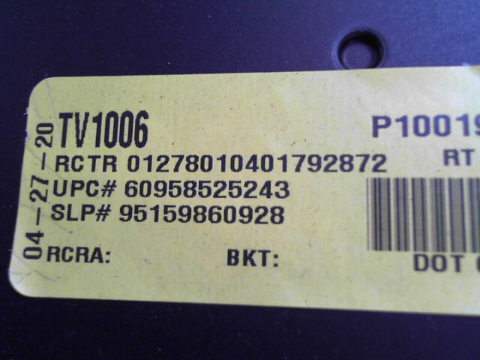 04-27-20
TV1006
P10019
RCTR 01278010401792872
RT
UPC# 60958525243
SLP# 95159860928
RCRA:
BKT:
DOT